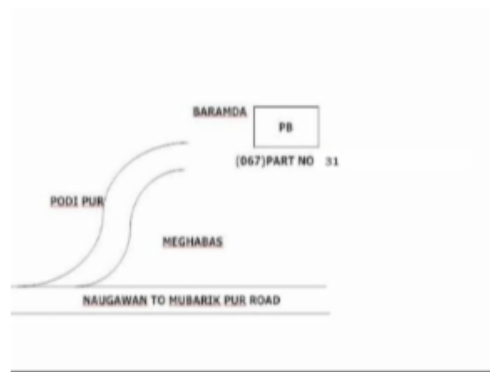 BARAMDA
PB
(067)PART NO 31
PODI PUR
MEGHABAS
NAUGAWAN TO MUBARIK PUR ROAD